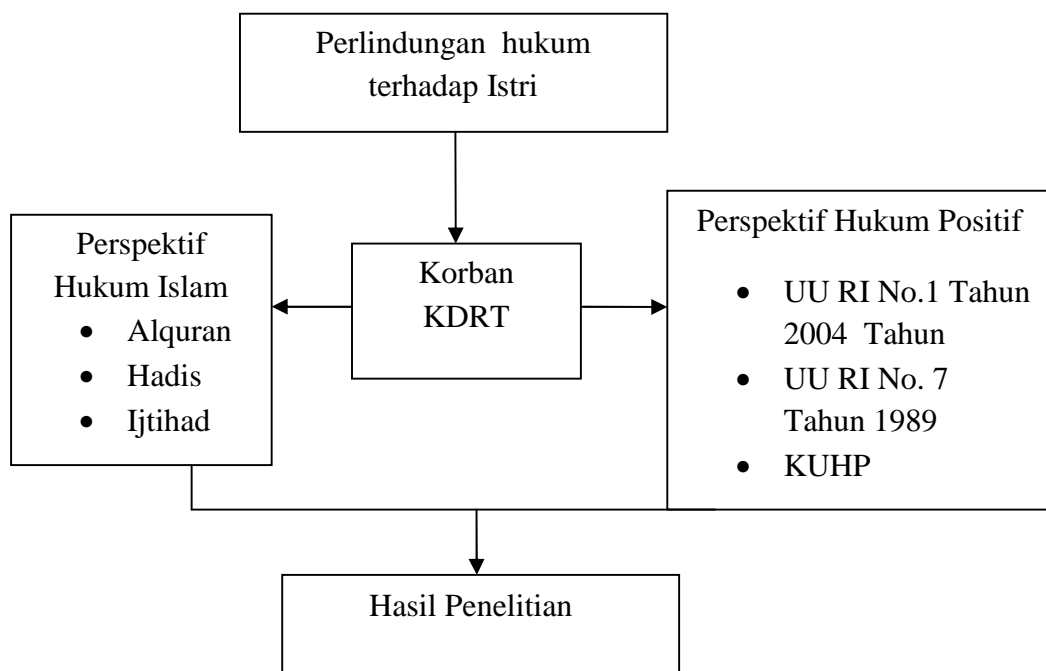 Perlindungan hukum
terhadap Istri
Perspektif
Hukum Islam
• Alquran
• Hadis
• Ijtihad
Korban
KDRT
Perspektif Hukum Positif
• UU RI No.1 Tahun
2004 Tahun
• UU RI No. 7
Tahun 1989
• KUHP
Hasil Penelitian